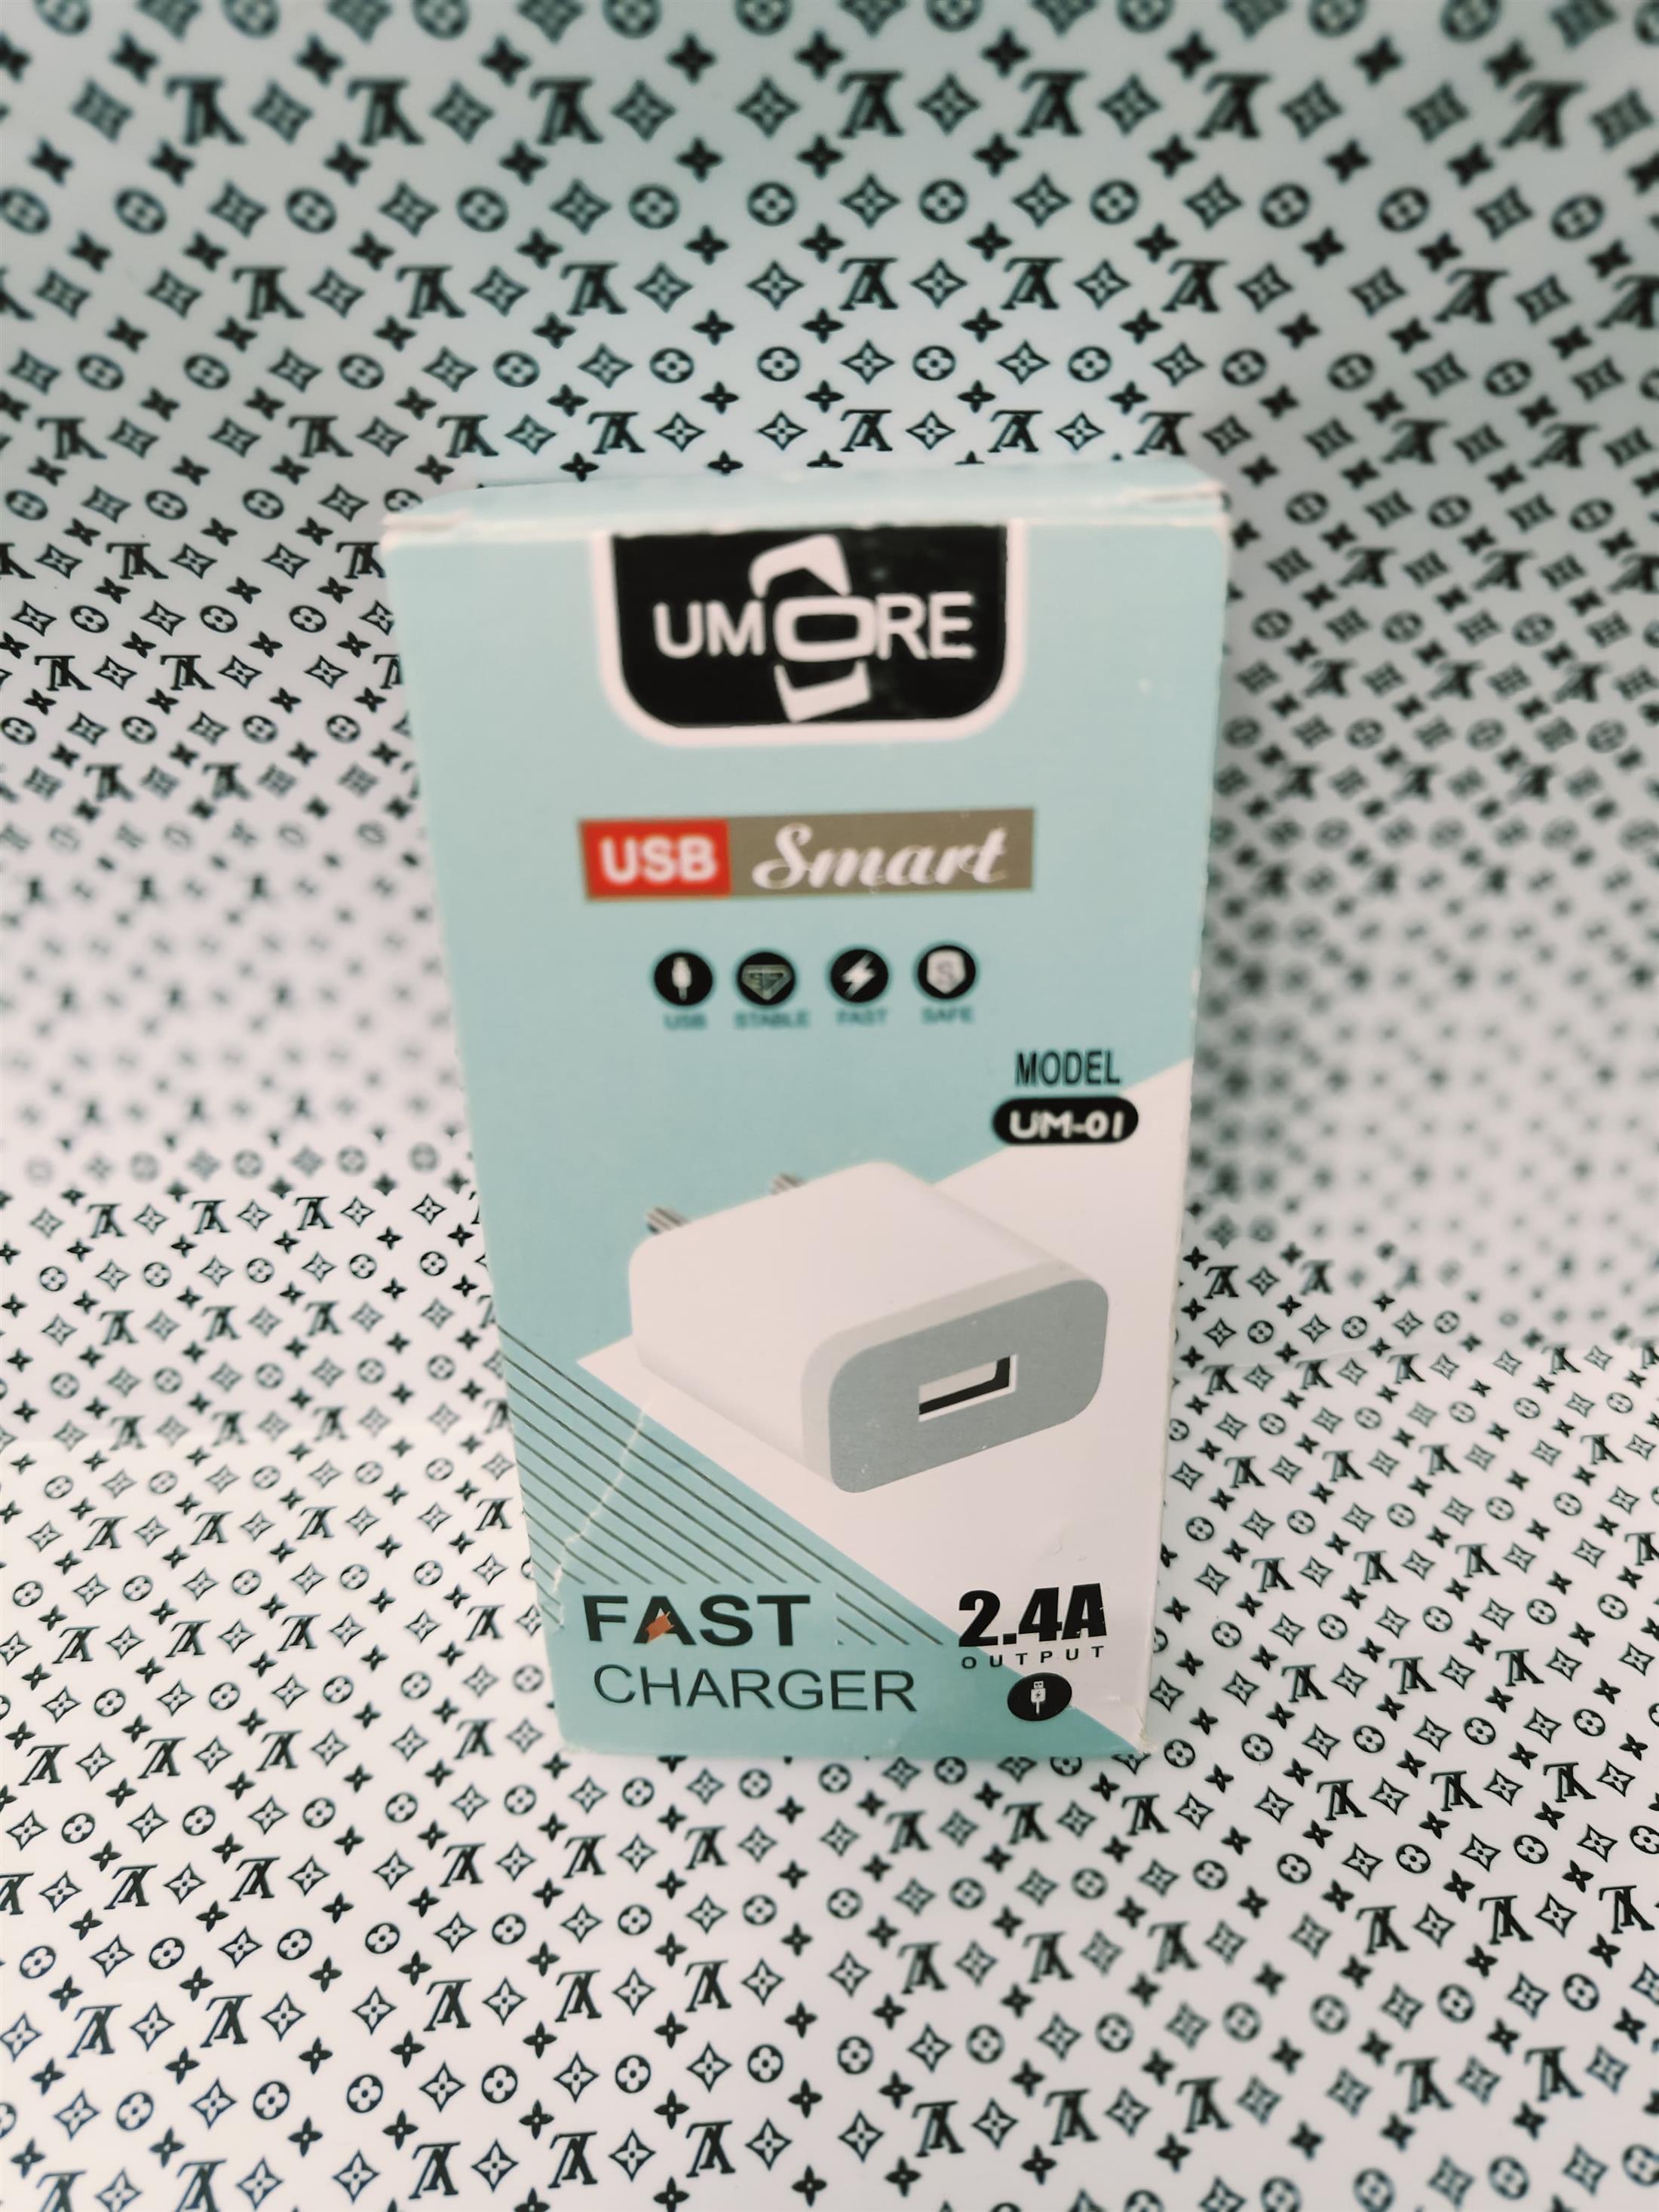 UMORE
USB Smart
USB STABLE FAST SAFE
MODEL
UM-01
FAST
CHARGER
2.4A
OUTPUT